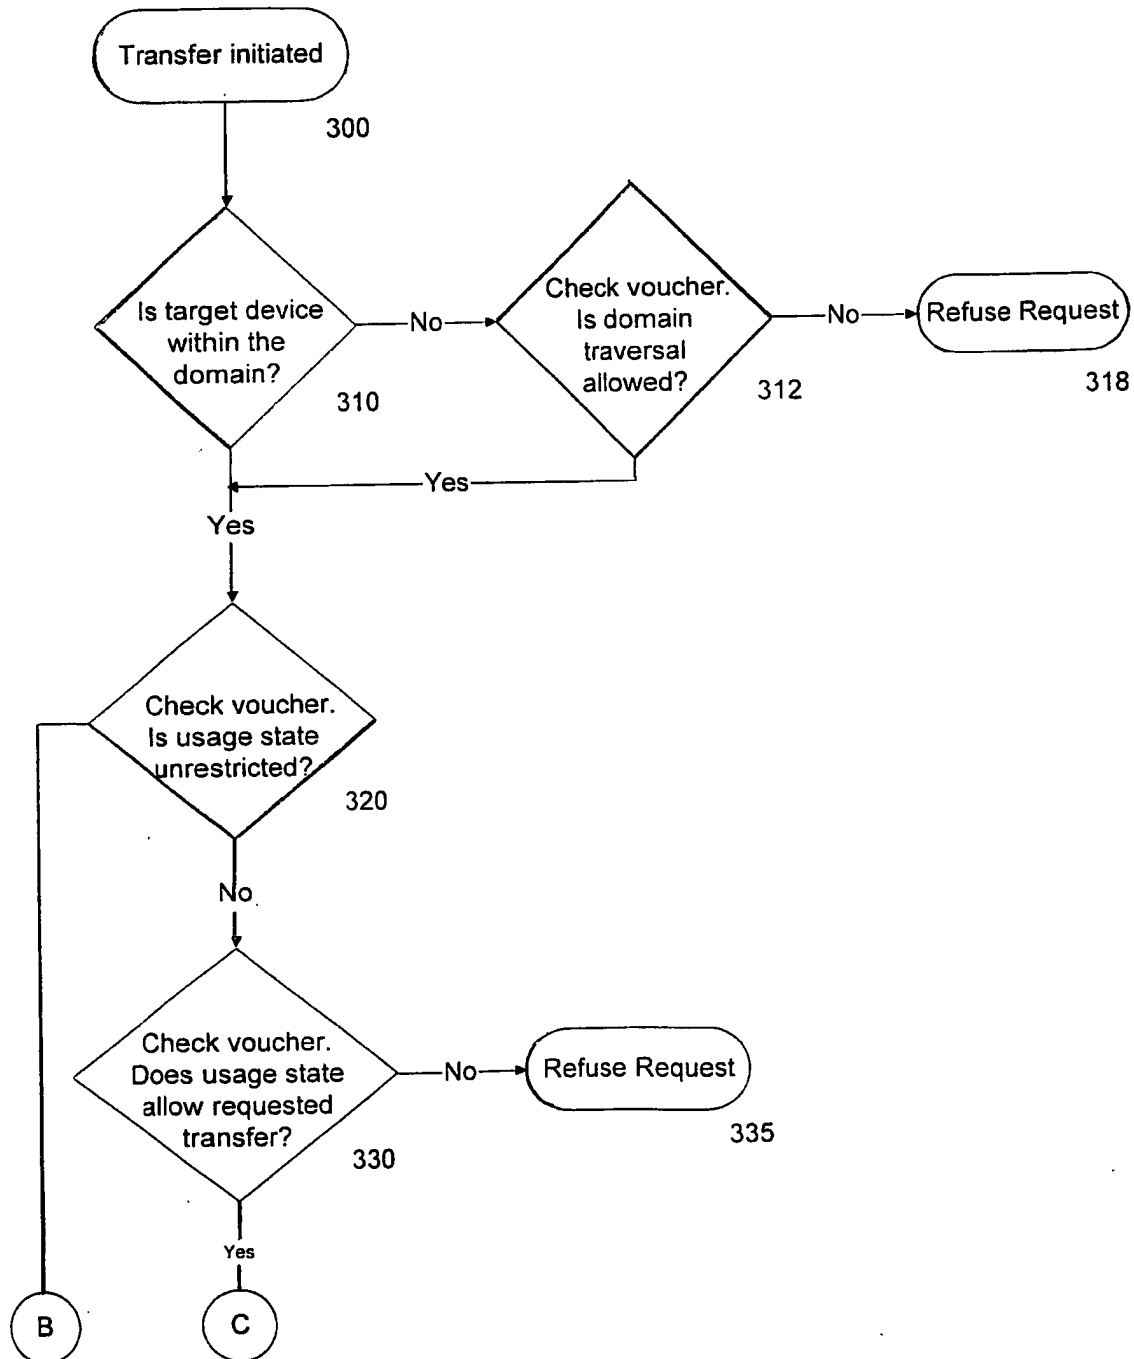 Transfer initiated
300
Is target device
within the
domain?
310
No
Check voucher.
Is domain
traversal
allowed?
312
No
Refuse Request
318
Yes
Yes
Check voucher.
Is usage state
unrestricted?
320
No
Check voucher.
Does usage state
allow requested
transfer?
330
No
Refuse Request
335
Yes
B
C